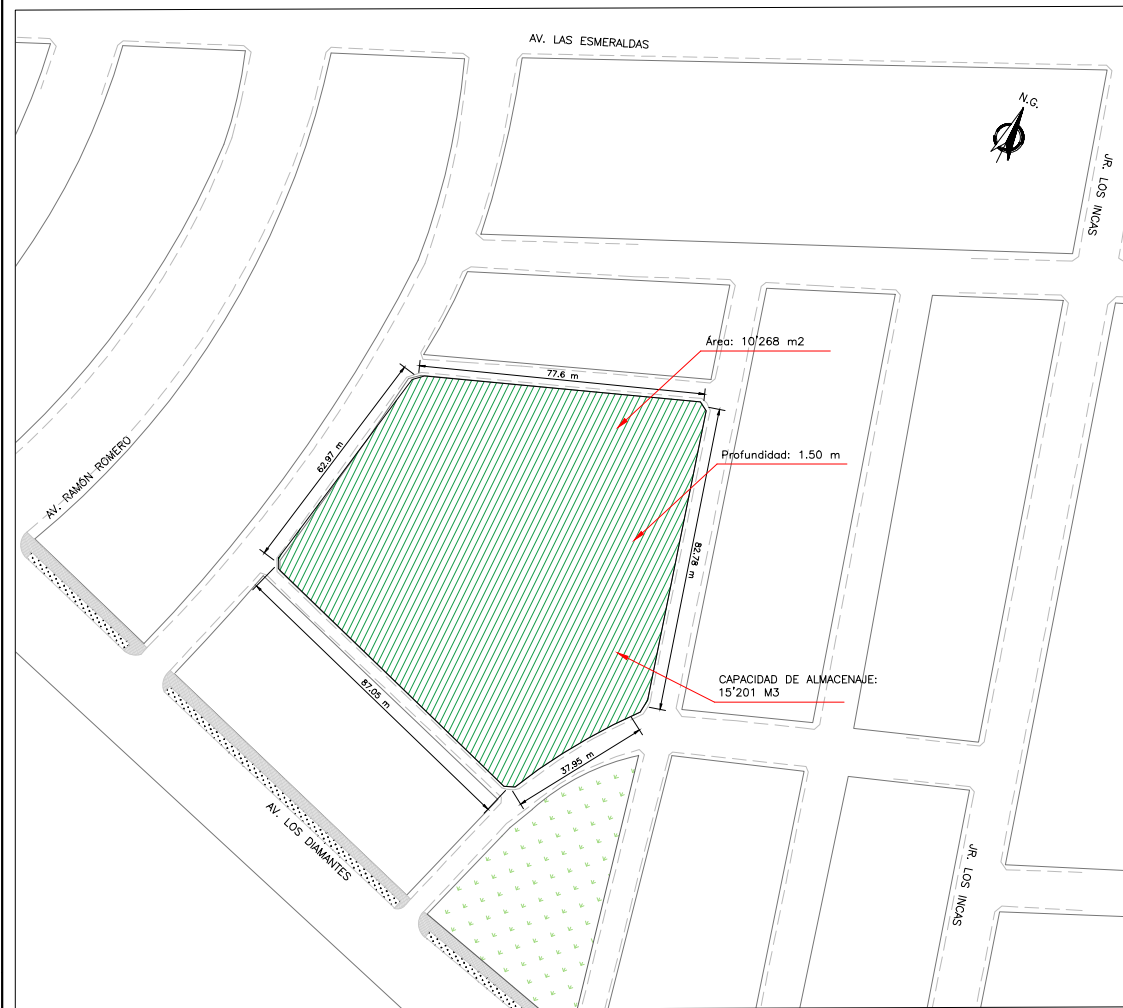 AV. LAS ESMERALDAS
N.G.
JR. LOS INCAS
Área: 10'268 m2
77.6 m
62.97 m
AV. RAMÓN ROMERO
Profundidad: 1.50 m
82.78 m
CAPACIDAD DE ALMACENAJE:
15'201 M3
87.05 m
37.95 m
AV. LOS DIAMANTES
JR. LOS INCAS